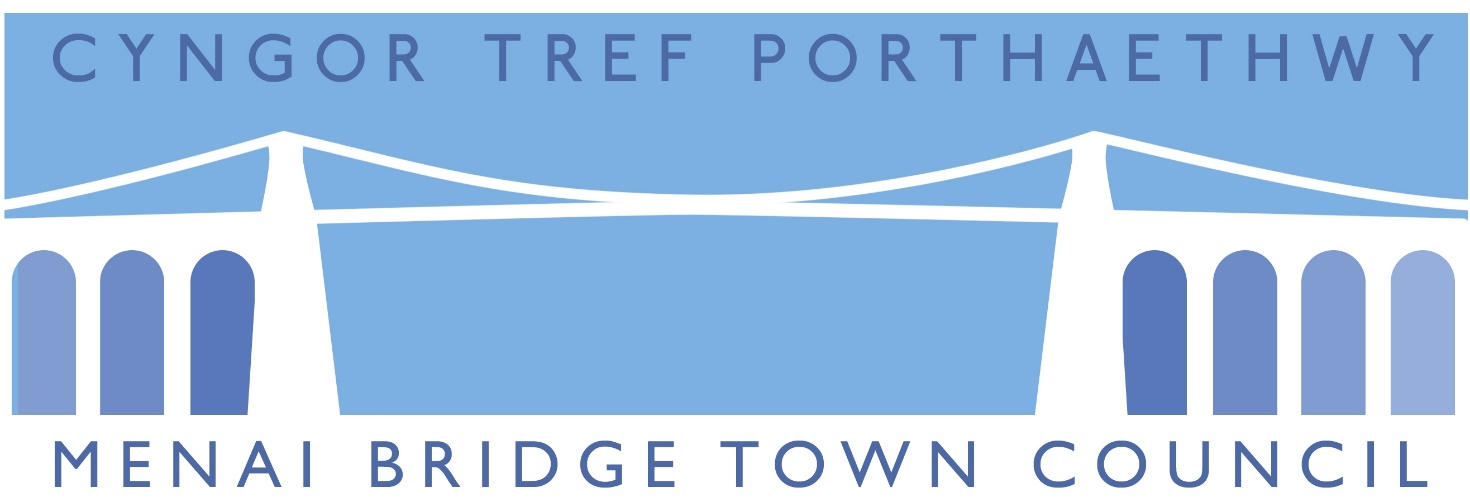 CYNGOR TREF PORTHAETHWY
MENAI BRIDGE TOWN COUNCIL